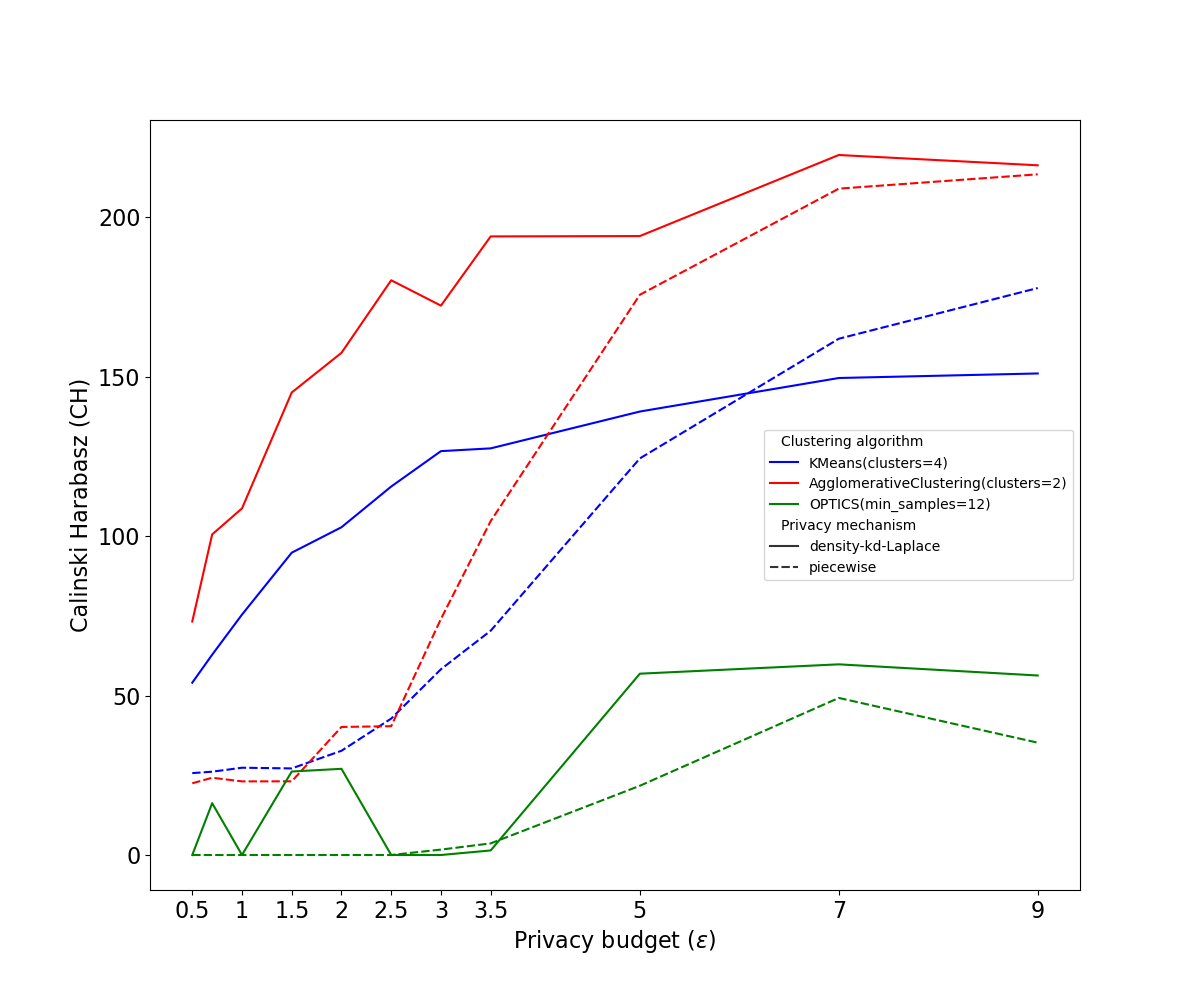 200
150
100
50
0
Calinski Harabasz (CH)
Clustering algorithm
KMeans(clusters=4)
AgglomerativeClustering(clusters=2)
OPTICS(min_samples=12)
Privacy mechanism
density-kd-Laplace
piecewise
0.5 1 1.5 2 2.5 3 3.5 5 7 9
Privacy budget (ε)